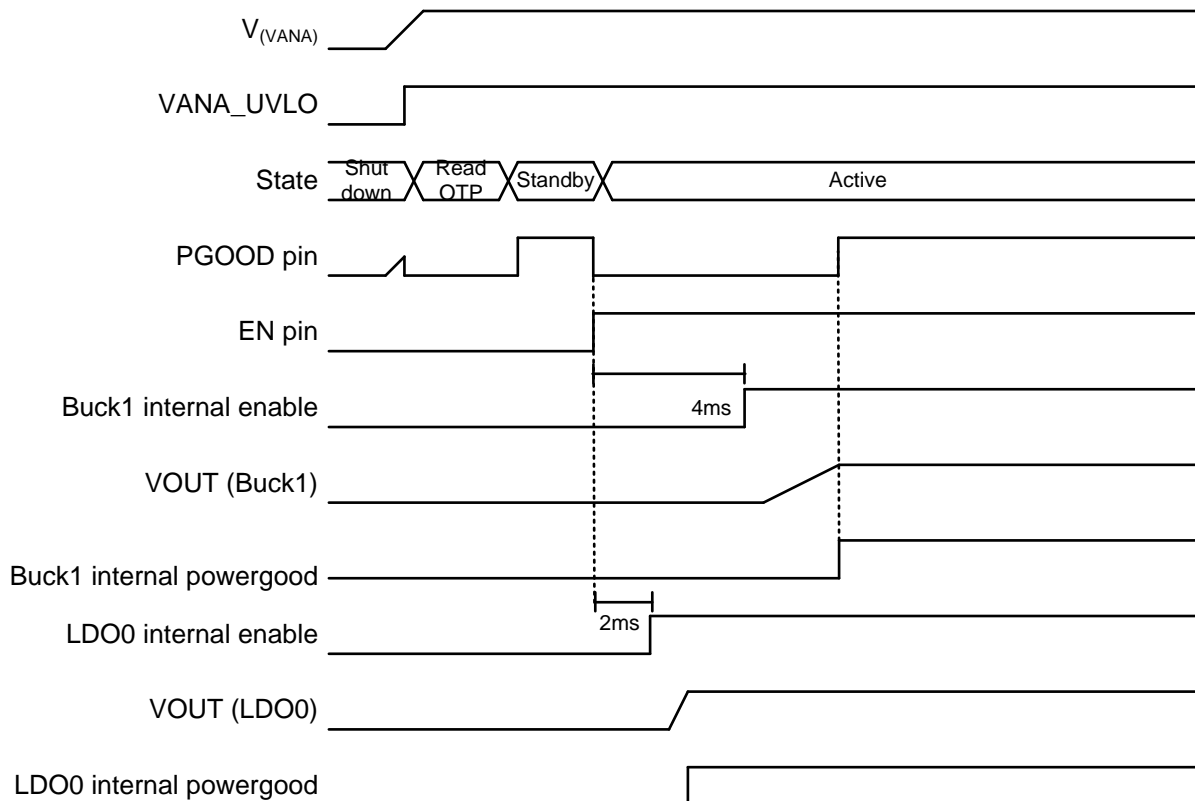 V(VANA)
VANA_UVLO
State
Shut
down
Read
OTP
Standby
Active
PGOOD pin
EN pin
Buck1 internal enable
4ms
VOUT (Buck1)
Buck1 internal powergood
2ms
LDO0 internal enable
VOUT (LDO0)
LDO0 internal powergood